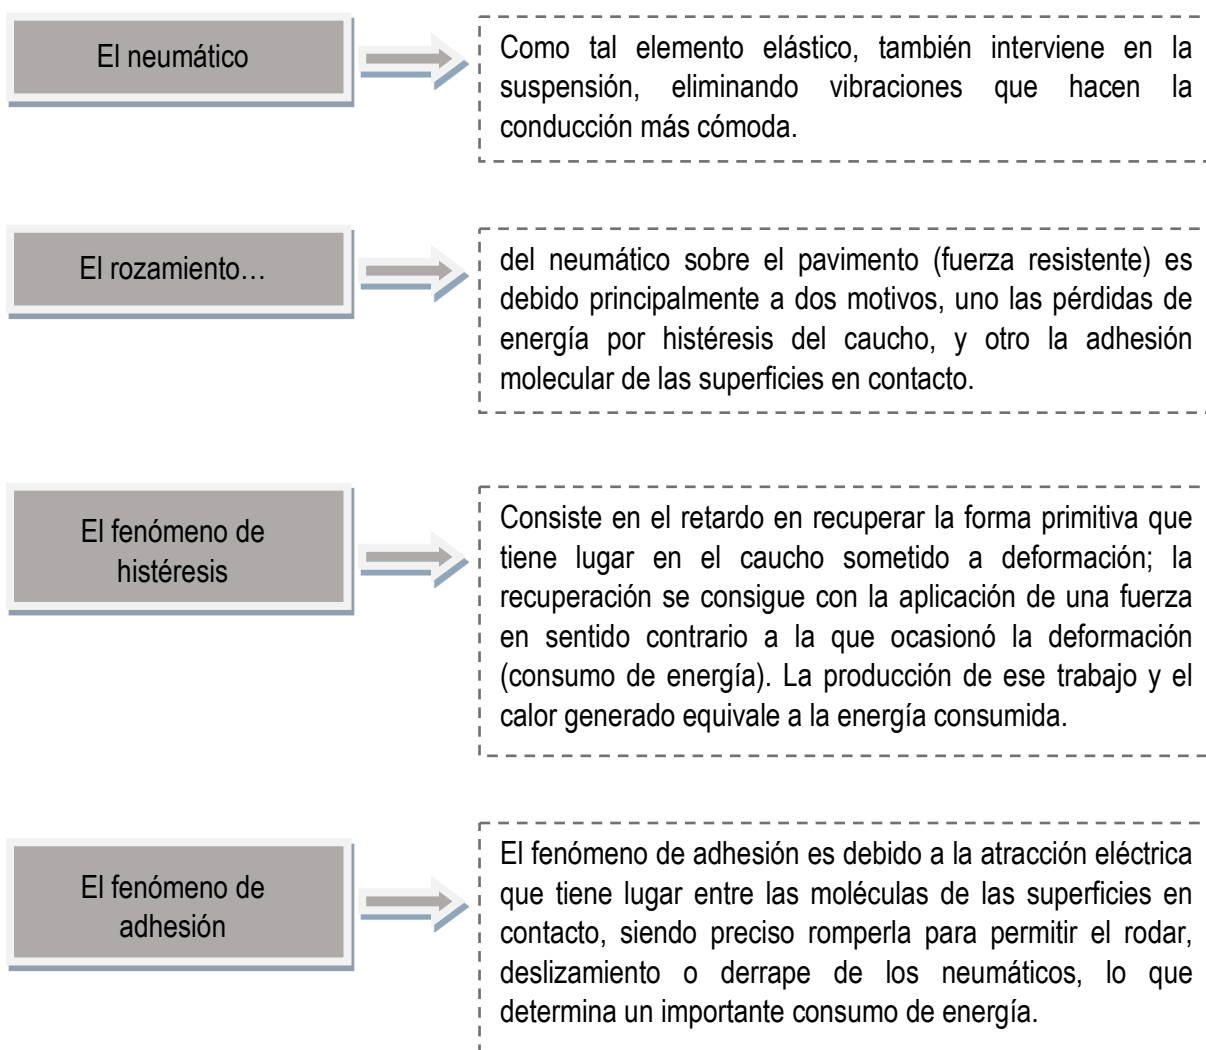 El neumático
Como tal elemento elástico, también interviene en la
suspensión, eliminando vibraciones que hacen la
conducción más cómoda.
El rozamiento…
del neumático sobre el pavimento (fuerza resistente) es
debido principalmente a dos motivos, uno las pérdidas de
energía por histéresis del caucho, y otro la adhesión
molecular de las superficies en contacto.
El fenómeno de
histéresis
Consiste en el retardo en recuperar la forma primitiva que
tiene lugar en el caucho sometido a deformación; la
recuperación se consigue con la aplicación de una fuerza
en sentido contrario a la que ocasionó la deformación
(consumo de energía). La producción de ese trabajo y el
calor generado equivale a la energía consumida.
El fenómeno de
adhesión
El fenómeno de adhesión es debido a la atracción eléctrica
que tiene lugar entre las moléculas de las superficies en
contacto, siendo preciso romperla para permitir el rodar,
deslizamiento o derrape de los neumáticos, lo que
determina un importante consumo de energía.